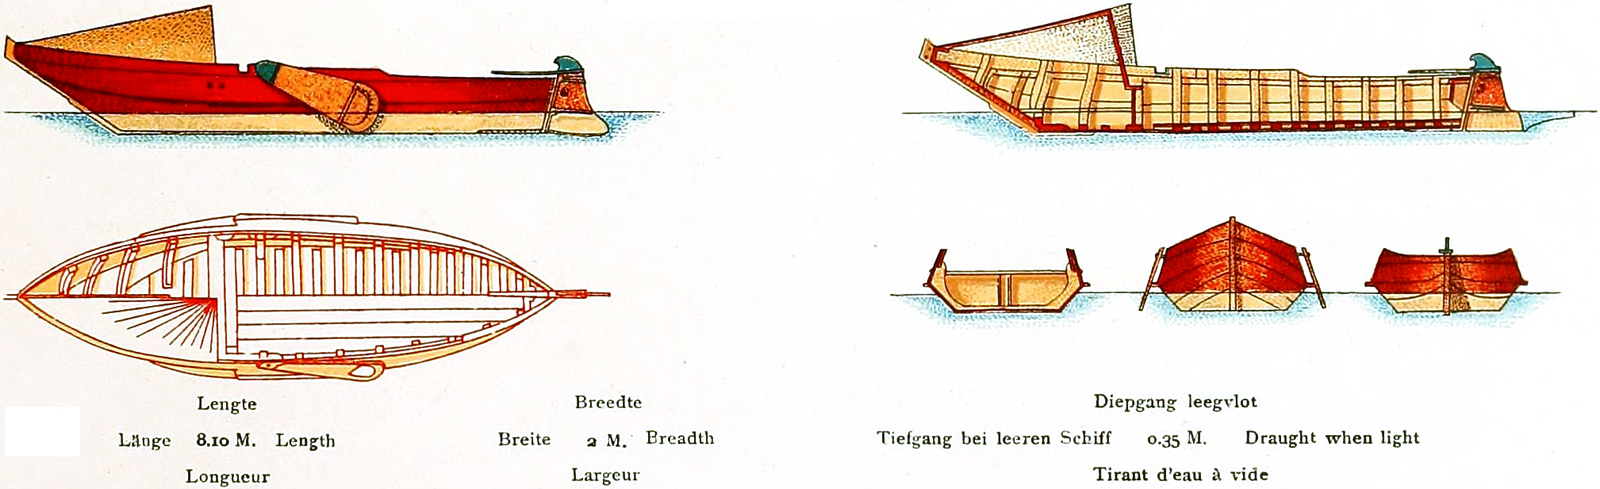 Lengte
Länge 8.10 M. Length
Longueur
Breedte
Breite 2 M. Breadth
Largeur
Diepgang leegvlot
Tiefgang bei leeren Schiff 0.35 M. Draught when light
Tirant d'eau à vide